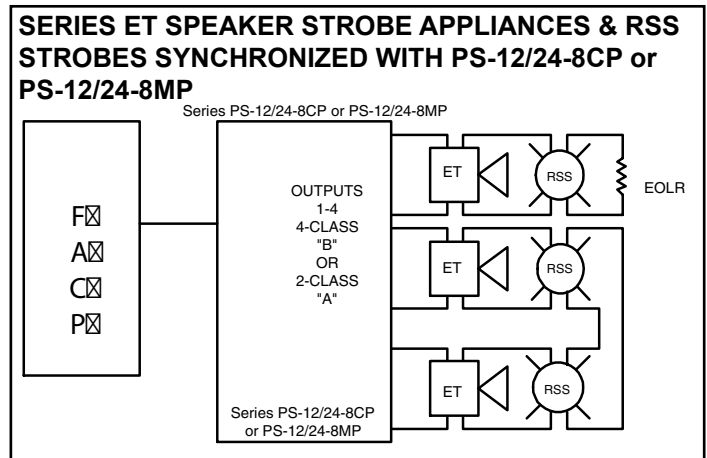 SERIES ET SPEAKER STROBE APPLIANCES & RSS
STROBES SYNCHRONIZED WITH PS-12/24-8CP or
PS-12/24-8MP
Series PS-12/24-8CP or PS-12/24-8MP
F☒
A☒
C☒
P☒
OUTPUTS
1-4
4-CLASS
"B"
OR
2-CLASS
"A"
Series PS-12/24-8CP
or PS-12/24-8MP
ET
RSS
EOLR
ET
RSS
ET
RSS